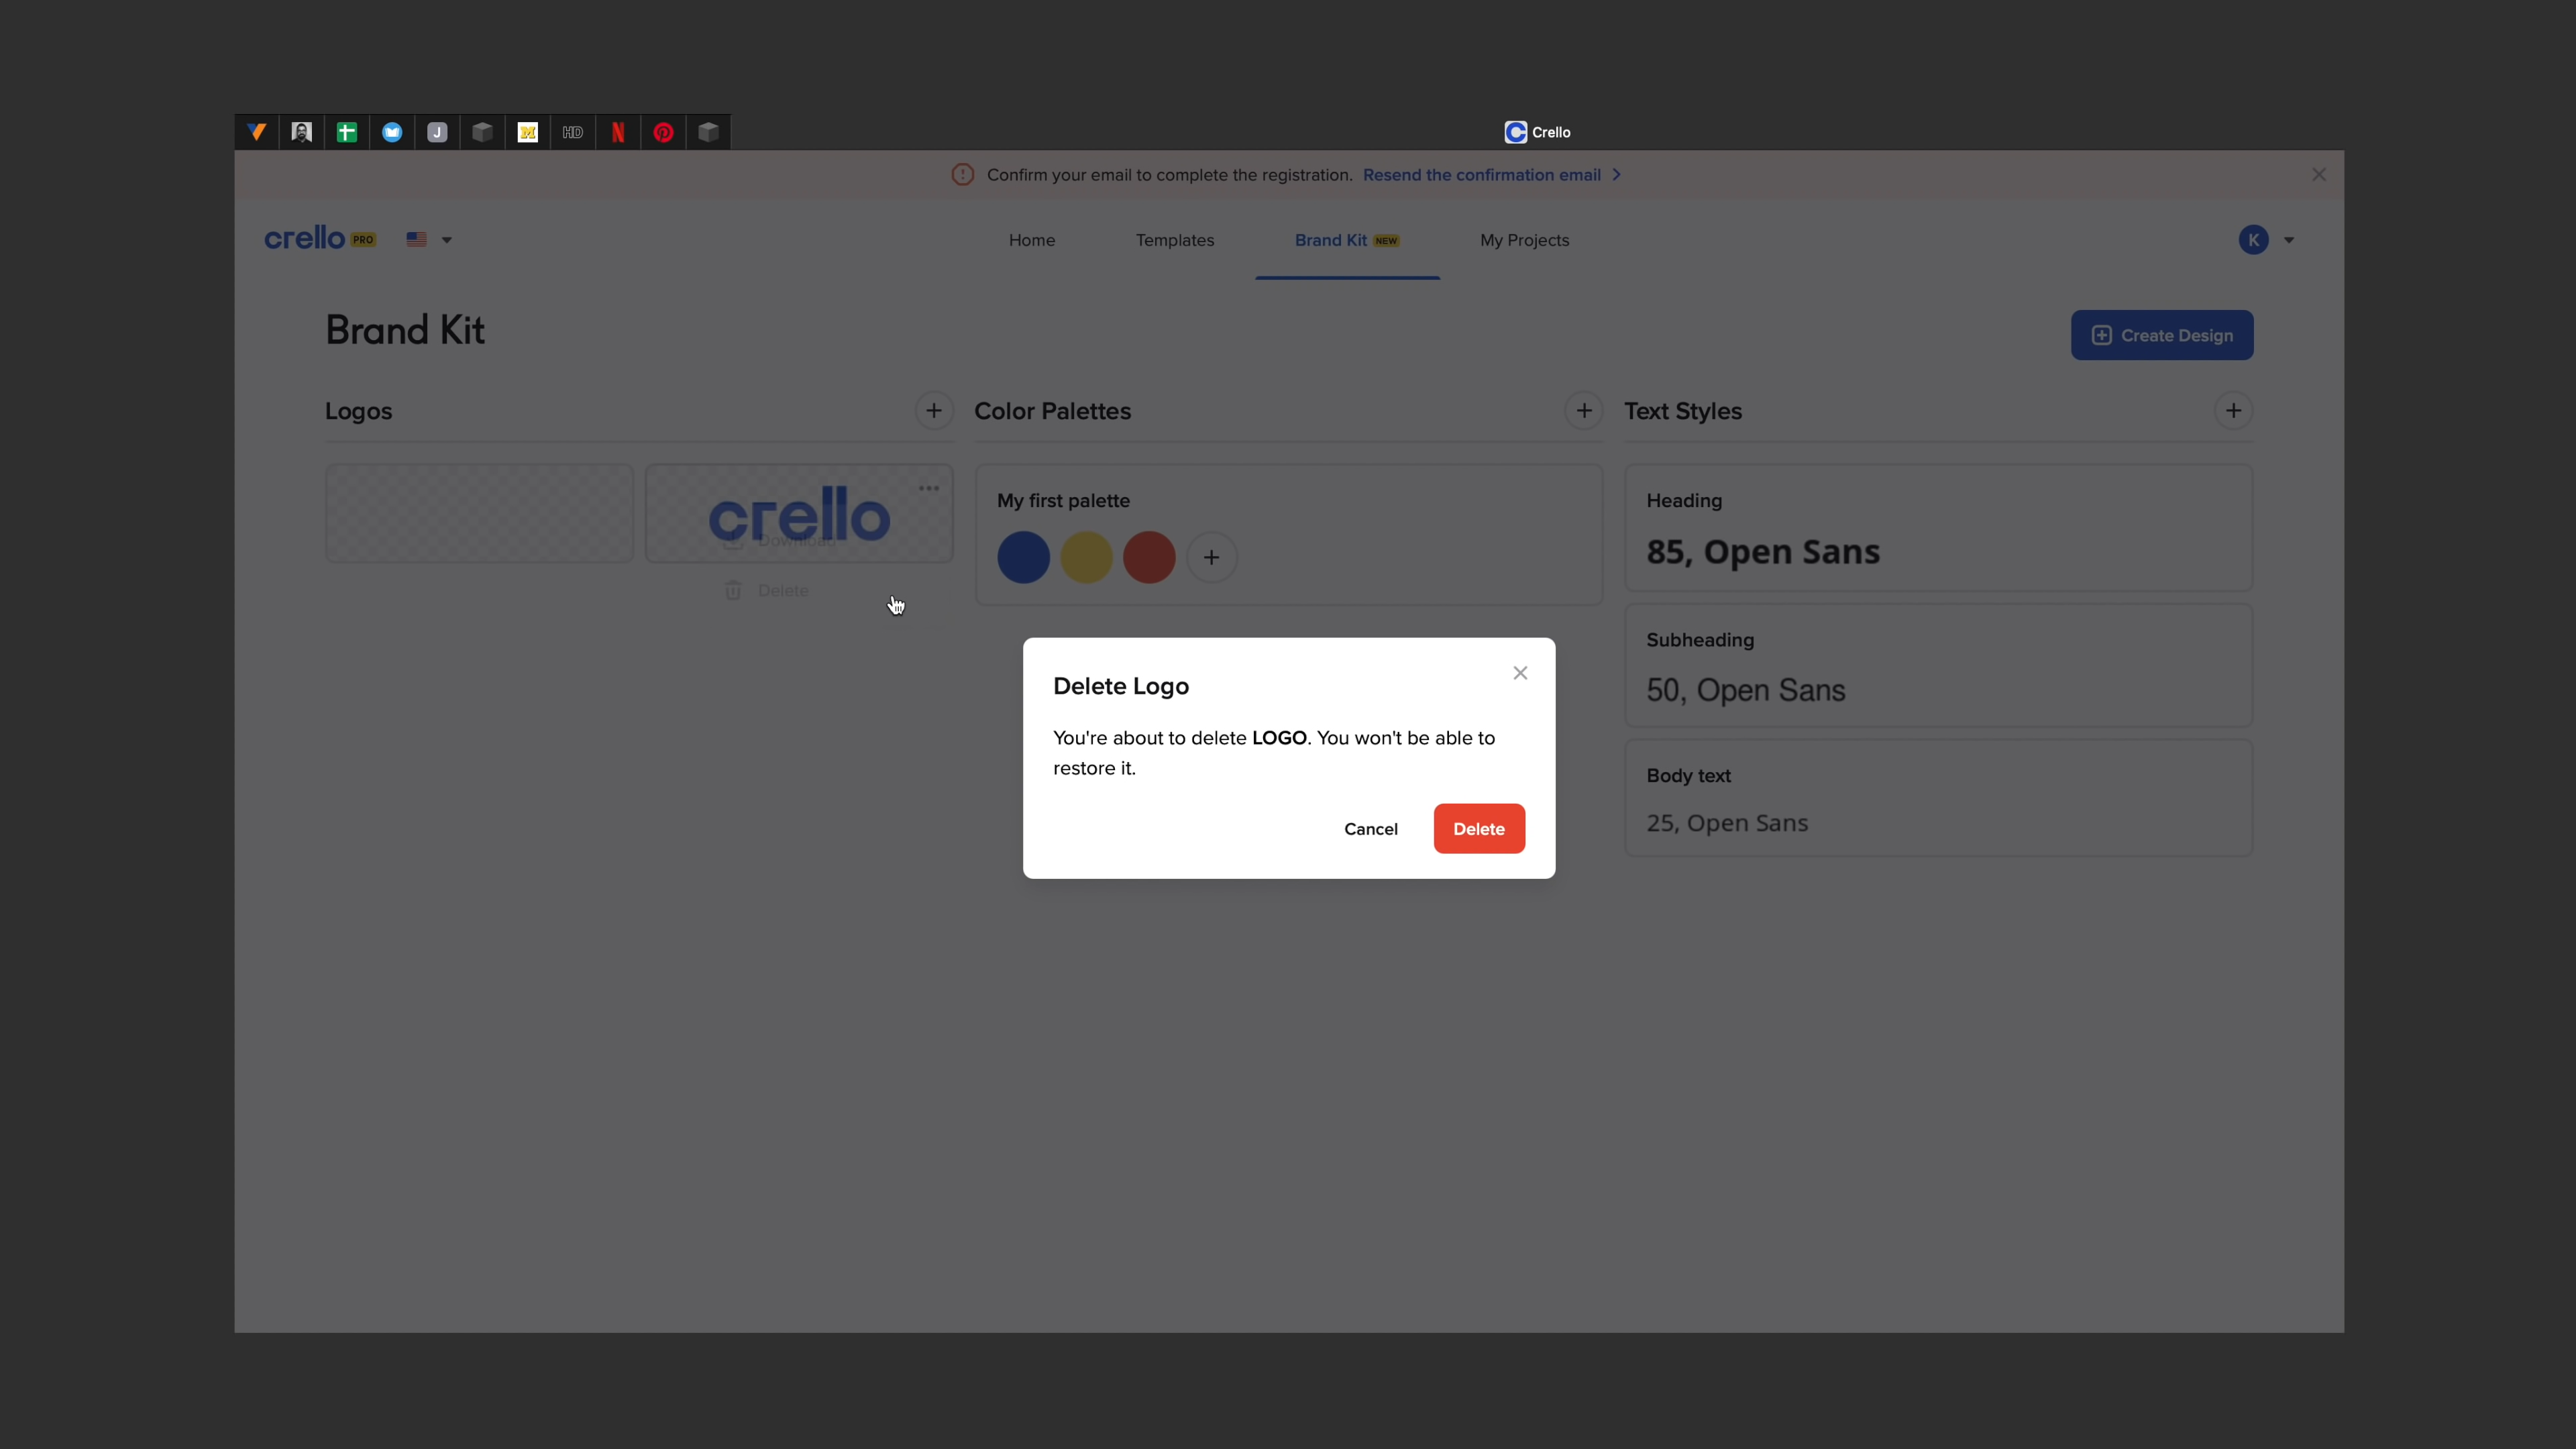 J
M
HD
N
Crello
Confirm your email to complete the registration. Resend the confirmation email
crello PRO
Home
Templates
Brand Kit NEW
My Projects
K
Brand Kit
Create Design
Logos
Color Palettes
Text Styles
crello
Download
Delete
My first palette
Heading
85, Open Sans
Subheading
50, Open Sans
Body text
25, Open Sans
Delete Logo
You're about to delete LOGO. You won't be able to
restore it.
Cancel
Delete